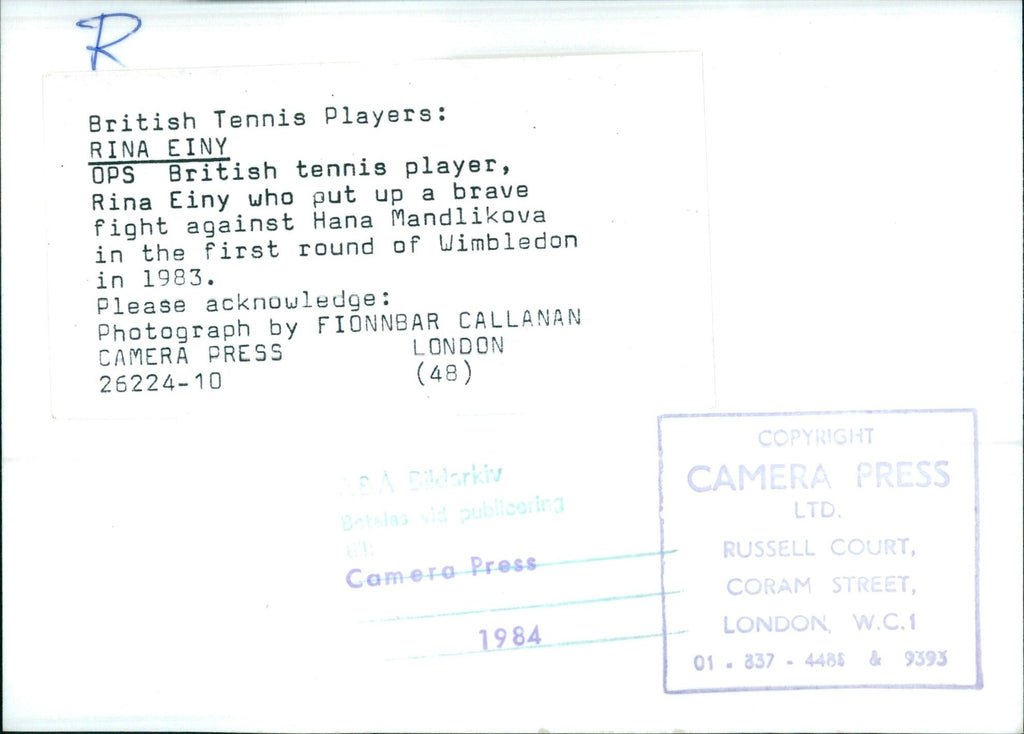 R
British Tennis Players:
RINA EINY
OPS British tennis player,
Rina Einy who put up a brave
fight against Hana Mandlikova
in the first round of Wimbledon
in 1983.
Please acknowledge:
Photograph by FIONNBAR CALLANAN
CAMERA PRESS LONDON
26224-10 (48)
Bildarkiv
Betalas vid publicering
till:
Camera Press
1984
COPYRIGHT
CAMERA PRESS
LTD.
RUSSELL COURT,
CORAM STREET,
LONDON, W.C.1
01 - 837 - 4488 & 9393